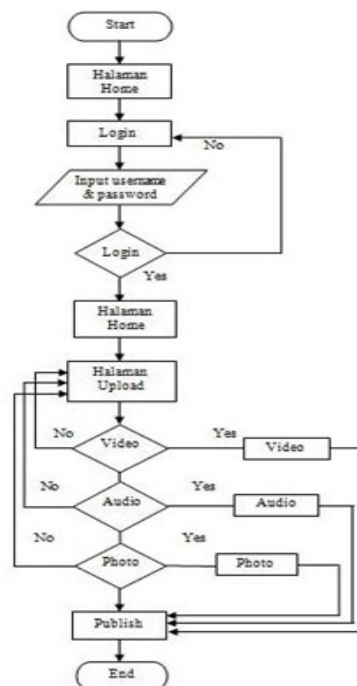 Start
Halaman
Home
Login
No
Input username
& password
Login
Yes
Halaman
Home
Halaman
Upload
No
Yes
Video
Video
No
Yes
Audio
Audio
No
Yes
Photo
Photo
Publish
End